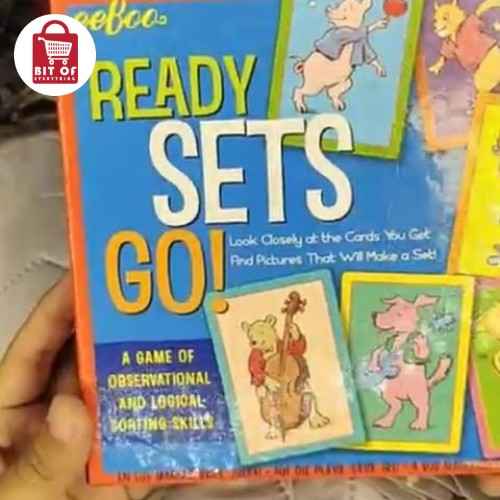 eeBoo
BIT OF
EVERYTHING
READY
SETS
GO!
Look Closely at the Cards You Get
Find Pictures That Will Make a Set!
A GAME OF
OBSERVATIONAL
AND LOGICAL
SORTING SKILLS